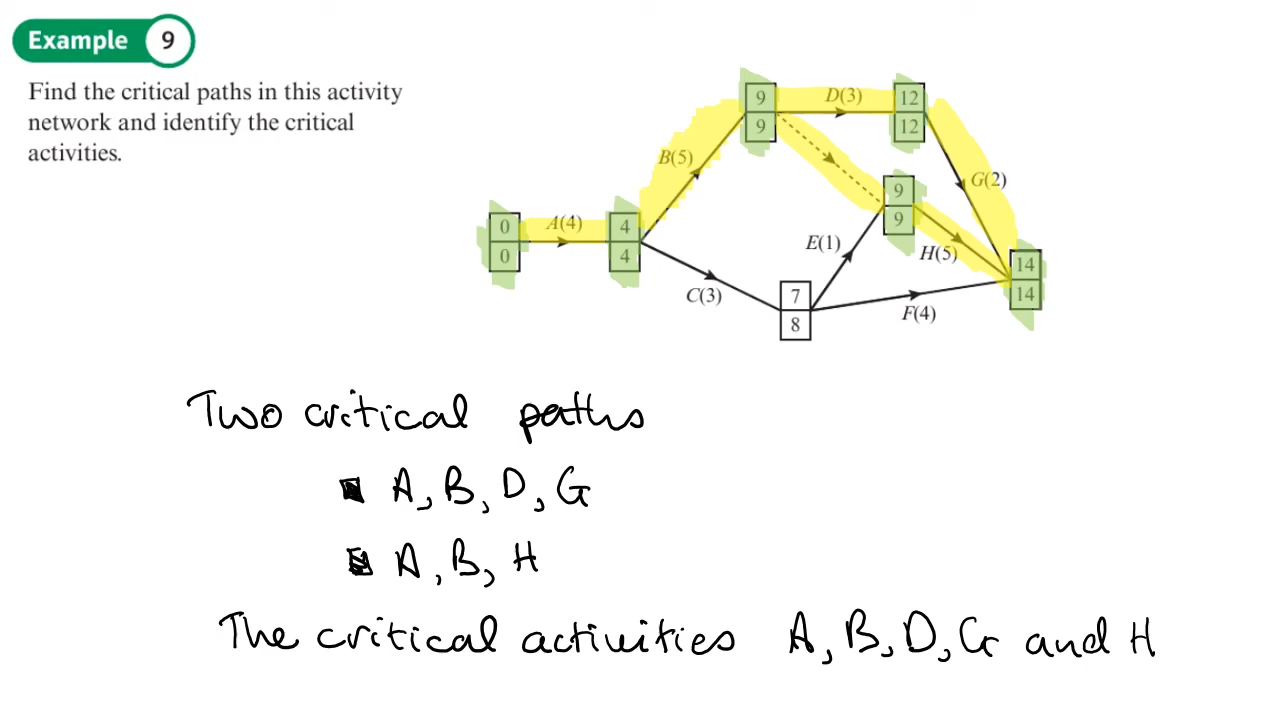 Example 9
Find the critical paths in this activity
network and identify the critical
activities.
9
9
D(3)
12
12
B(5)
G(2)
9
9
0
0
A(4)
4
4
E(1)
H(5)
14
14
C(3)
7
8
F(4)
Two critical paths
A, B, D, G
A, B, H
The critical activities A, B, D, G and H